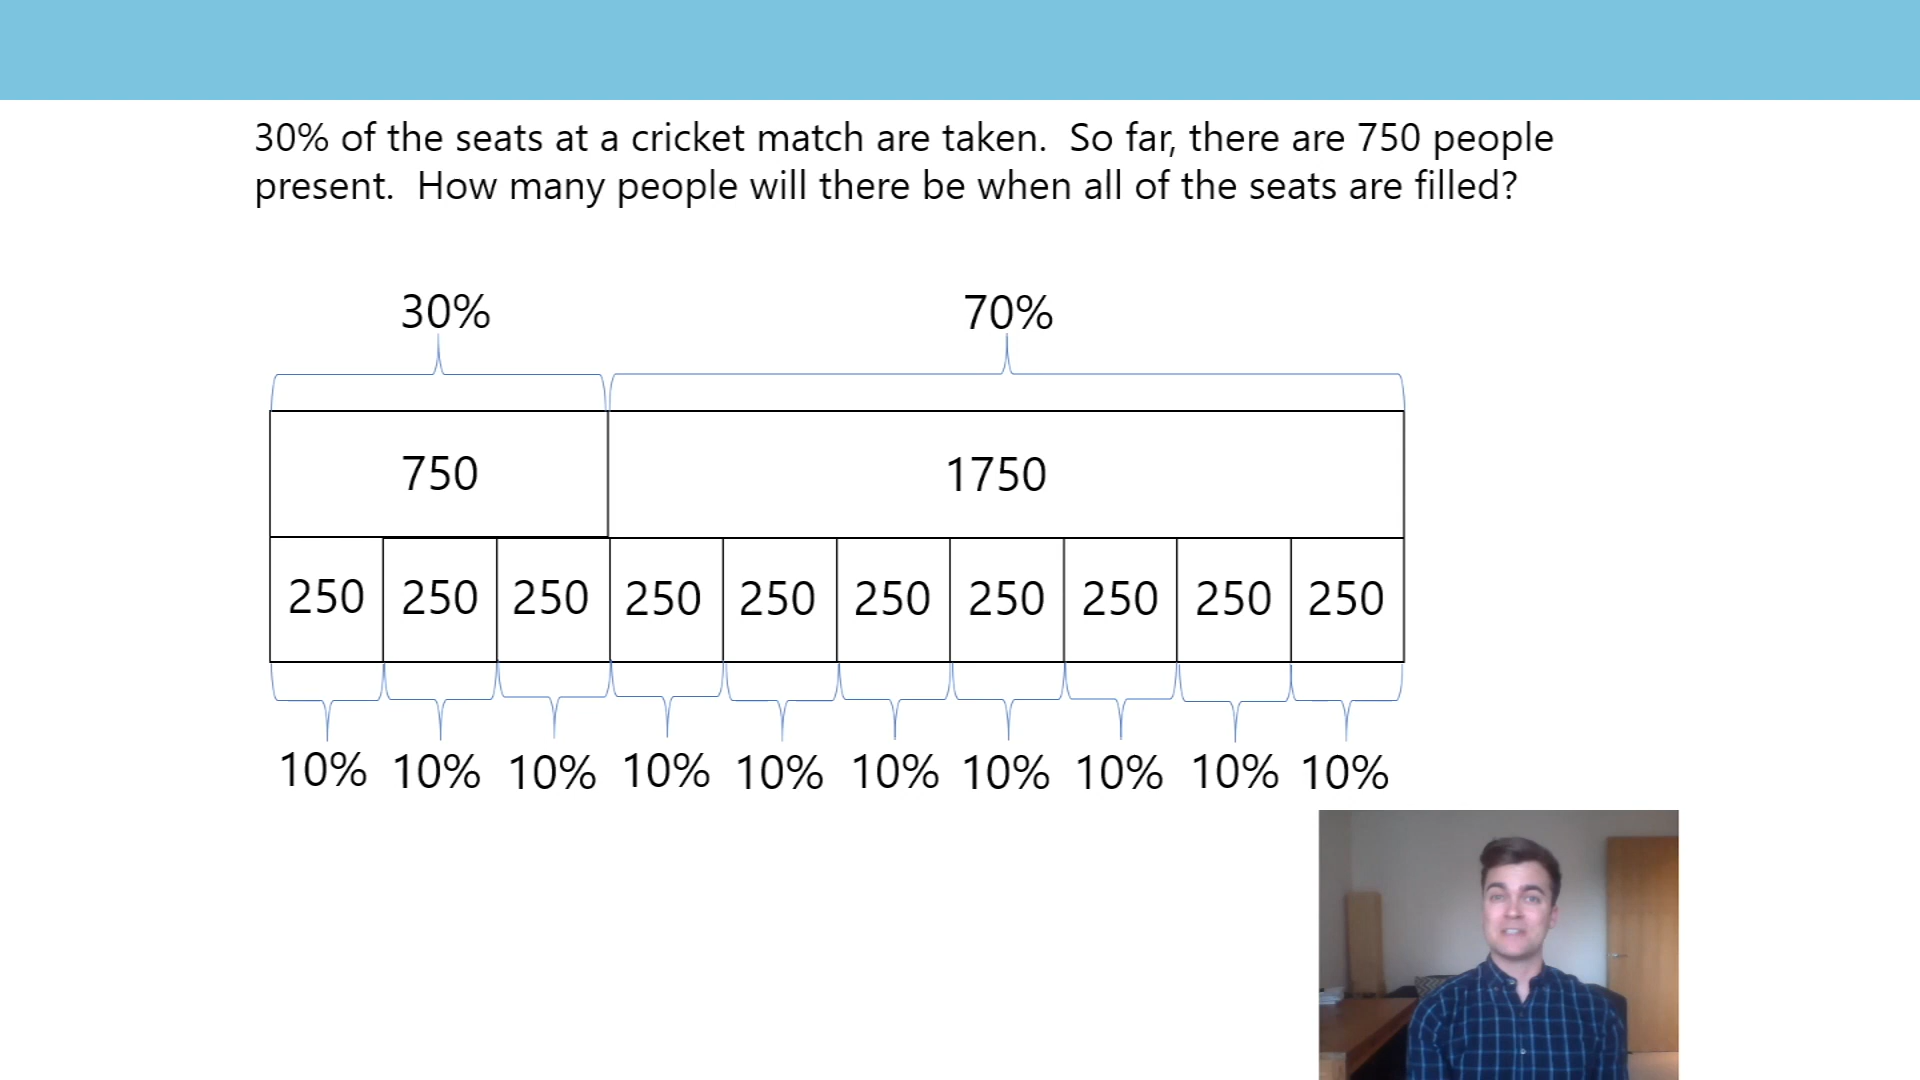 30% of the seats at a cricket match are taken.  So far, there are 750 people
present.  How many people will there be when all of the seats are filled?
30% 70%
750 1750
250 250 250 250 250 250 250 250 250 250
10% 10% 10% 10% 10% 10% 10% 10% 10% 10%